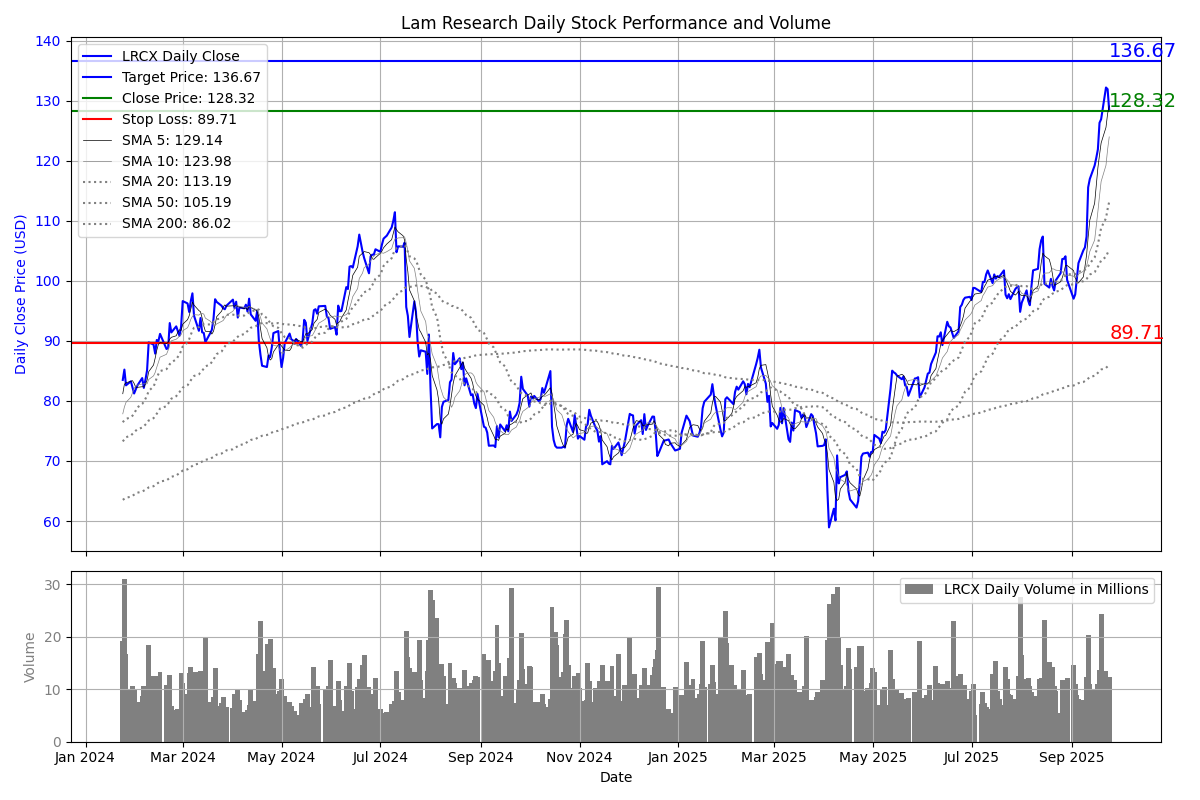 Lam Research Daily Stock Performance and Volume
Daily Close Price (USD)
140
130
120
110
100
90
80
70
60
LRCX Daily Close
Target Price: 136.67
Close Price: 128.32
Stop Loss: 89.71
SMA 5: 129.14
SMA 10: 123.98
SMA 20: 113.19
SMA 50: 105.19
SMA 200: 86.02
136.67
128.32
89.71
Volume
30
20
10
0
LRCX Daily Volume in Millions
Jan 2024
Mar 2024
May 2024
Jul 2024
Sep 2024
Nov 2024
Jan 2025
Mar 2025
May 2025
Jul 2025
Sep 2025
Date